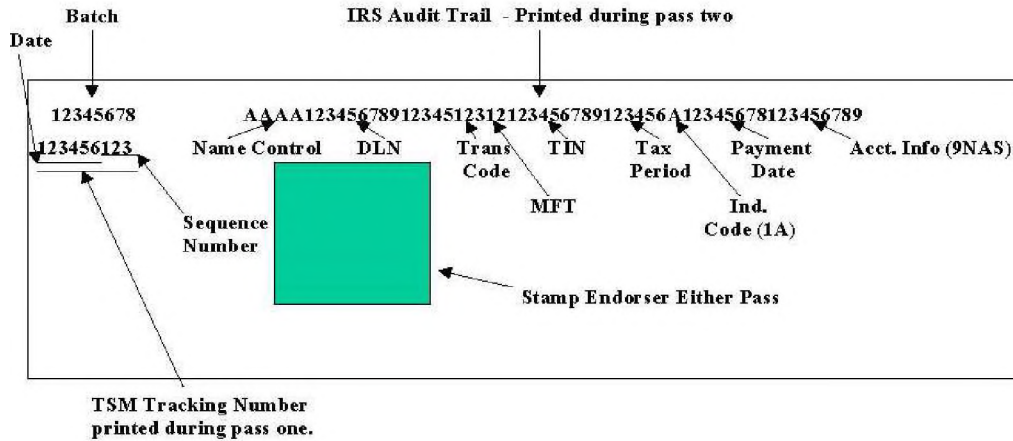 Batch
IRS Audit Trail - Printed during pass two
Date
12345678
AAAA1234567891234512312123456789123456A12345678123456789
123456123
Name Control
DLN
Trans
Code
TIN
Tax
Period
Payment
Date
Acct. Info (9NAS)
MFT
Ind.
Code (1A)
Sequence
Number
Stamp Endorser Either Pass
TSM Tracking Number
printed during pass one.